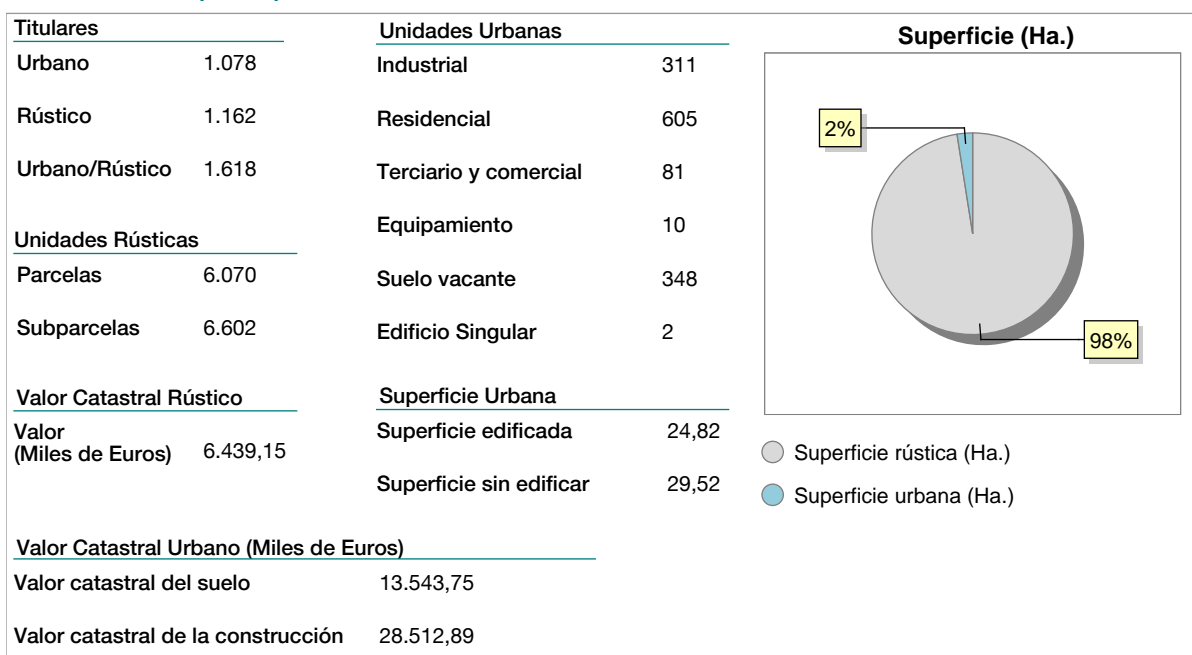 Titulares
Urbano 1.078
Rústico 1.162
Urbano/Rústico 1.618
Unidades Rústicas
Parcelas 6.070
Subparcelas 6.602
Valor Catastral Rústico
Valor
(Miles de Euros) 6.439,15
Unidades Urbanas
Industrial 311
Residencial 605
Terciario y comercial 81
Equipamiento 10
Suelo vacante 348
Edificio Singular 2
Superficie Urbana
Superficie edificada 24,82
Superficie sin edificar 29,52
Superficie (Ha.)
2%
98%
Superficie rústica (Ha.)
Superficie urbana (Ha.)
Valor Catastral Urbano (Miles de Euros)
Valor catastral del suelo 13.543,75
Valor catastral de la construcción 28.512,89